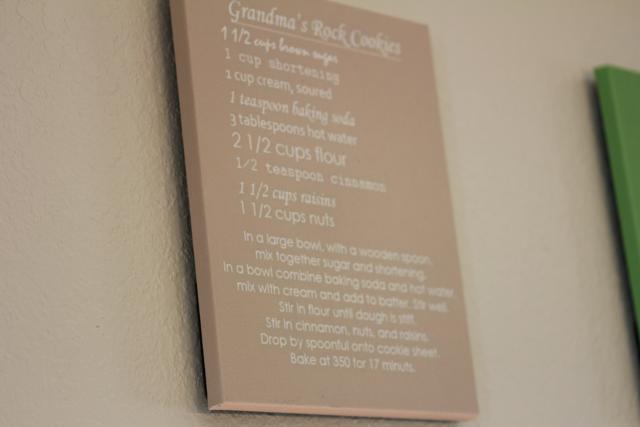 Grandma's Rock Cookies
1 1/2 cups brown sugar
1 cup shortening
1 cup cream, soured
1 teaspoon baking soda
3 tablespoons hot water
2 1/2 cups flour
1/2 teaspoon cinnamon
1 1/2 cups raisins
1 1/2 cups nuts
In a large bowl, with a wooden spoon,
mix together sugar and shortening.
In a bowl combine baking soda and hot water,
mix with cream and add to batter. Stir well.
Stir in flour until dough is stiff.
Stir in cinnamon, nuts, and raisins.
Drop by spoonful onto cookie sheet.
Bake at 350 for 17 minuts.